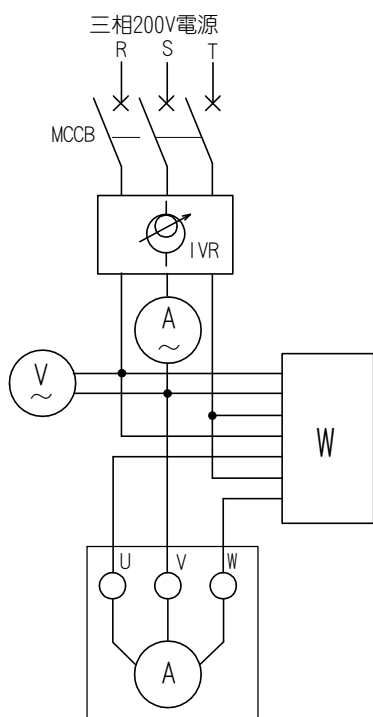 三相200V電源
R S T
MCCB
IVR
A
～
V
～
W
U V W
A